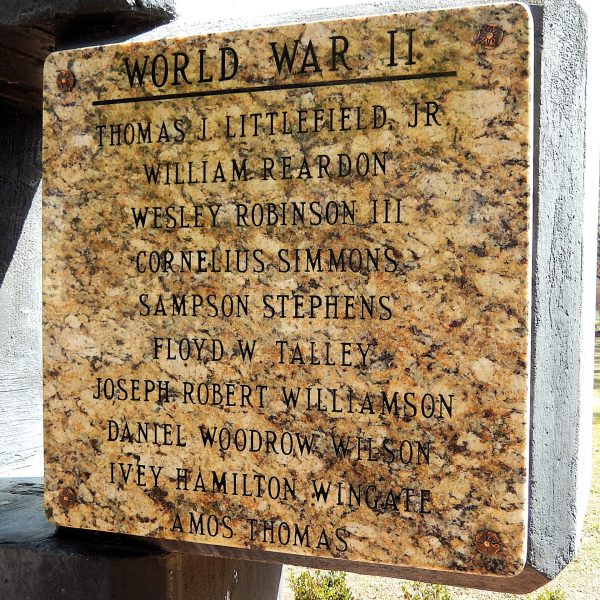 WORLD WAR II
THOMAS J. LITTLEFIELD, JR
WILLIAM REARDON
WESLEY ROBINSON III
CORNELIUS SIMMONS
SAMPSON STEPHENS
FLOYD W. TALLEY
JOSEPH ROBERT WILLIAMSON
DANIEL WOODROW WILSON
IVEY HAMILTON WINGATE
AMOS THOMAS